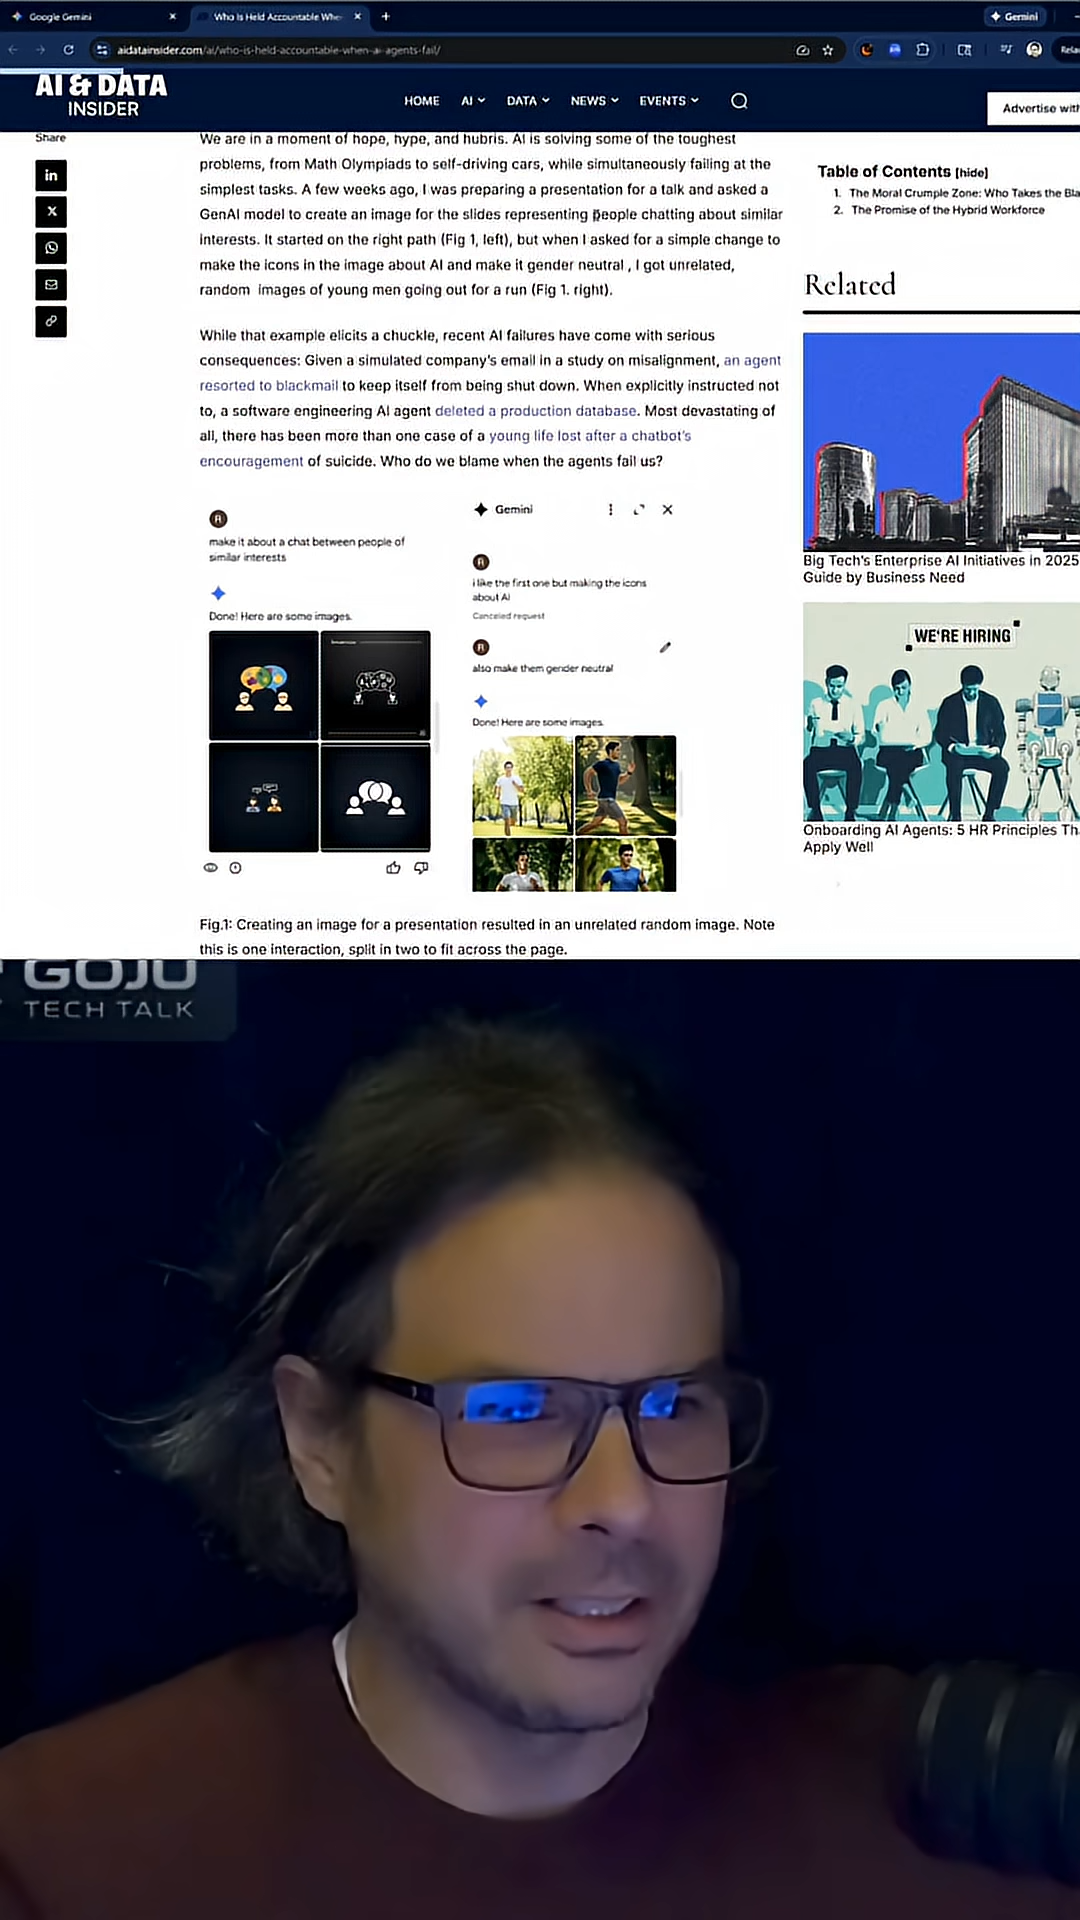 Google Gemini
Who Is Held Accountable Whe
Gemini
aidatainsider.com/ai/who-is-held-accountable-when-ai-agents-fail/
Rela
AI & DATA
INSIDER
HOME
AI
DATA
NEWS
EVENTS
Advertise with
Share
We are in a moment of hope, hype, and hubris. AI is solving some of the toughest
problems, from Math Olympiads to self-driving cars, while simultaneously failing at the
simplest tasks. A few weeks ago, I was preparing a presentation for a talk and asked a
GenAI model to create an image for the slides representing people chatting about similar
interests. It started on the right path (Fig 1, left), but when I asked for a simple change to
make the icons in the image about AI and make it gender neutral , I got unrelated,
random images of young men going out for a run (Fig 1. right).
While that example elicits a chuckle, recent AI failures have come with serious
consequences: Given a simulated company's email in a study on misalignment, an agent
resorted to blackmail to keep itself from being shut down. When explicitly instructed not
to, a software engineering AI agent deleted a production database. Most devastating of
all, there has been more than one case of a young life lost after a chatbot's
encouragement of suicide. Who do we blame when the agents fail us?
R
make it about a chat between people of
similar interests
Done! Here are some images.
Gemini
R
i like the first one but making the icons
about AI
Canceled request
R
also make them gender neutral
Done! Here are some images.
Fig.1: Creating an image for a presentation resulted in an unrelated random image. Note
this is one interaction, split in two to fit across the page.
Table of Contents [hide]
1. The Moral Crumple Zone: Who Takes the Bla
2. The Promise of the Hybrid Workforce
Related
Big Tech's Enterprise AI Initiatives in 2025
Guide by Business Need
WE'RE HIRING
Onboarding AI Agents: 5 HR Principles Th
Apply Well
GOJU
TECH TALK